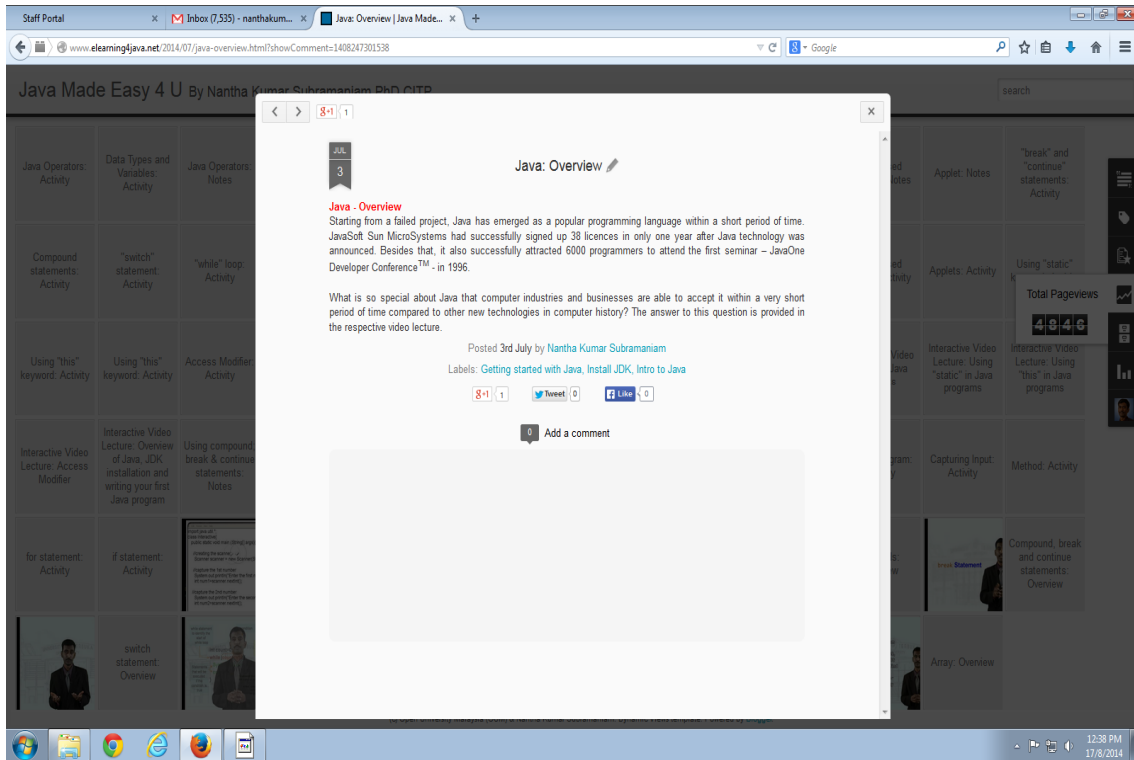 Staff Portal
Inbox (7,535) - nanthakum...
Java: Overview | Java Made...
www.elearning4java.net/2014/07/java-overview.html?showComment=1408247301538
Google
Java Made Easy 4 U By Nantha Kumar Subramaniam PhD CITP
search
g+1 1
JUL
3
Java: Overview
Java - Overview
Starting from a failed project, Java has emerged as a popular programming language within a short period of time.
JavaSoft Sun MicroSystems had successfully signed up 38 licences in only one year after Java technology was
announced. Besides that, it also successfully attracted 6000 programmers to attend the first seminar – JavaOne
Developer Conference™ - in 1996.
What is so special about Java that computer industries and businesses are able to accept it within a very short
period of time compared to other new technologies in computer history? The answer to this question is provided in
the respective video lecture.
Posted 3rd July by Nantha Kumar Subramaniam
Labels: Getting started with Java, Install JDK, Intro to Java
g+1 1 Tweet 0 Like 0
0 Add a comment
Java Operators:
Activity
Data Types and
Variables:
Activity
Java Operators:
Notes
Applet: Notes
"break" and
"continue"
statements:
Activity
Compound
statements:
Activity
"switch"
statement:
Activity
"while" loop:
Activity
Applets: Activity
Using "static"
Total Pageviews
4846
Using "this"
keyword: Activity
Using "this"
keyword: Activity
Access Modifier:
Activity
Video
Interactive Video
Lecture: Using
"static" in Java
programs
Interactive Video
Lecture: Using
"this" in Java
programs
Interactive Video
Lecture: Access
Modifier
Interactive Video
Lecture: Overview
of Java, JDK
installation and
writing your first
Java program
Using compound,
break & continue
statements:
Notes
Capturing Input:
Activity
Method: Activity
for statement:
Activity
if statement:
Activity
break Statement
Compound, break
and continue
statements:
Overview
switch
statement:
Overview
Array: Overview
12:38 PM
17/8/2014